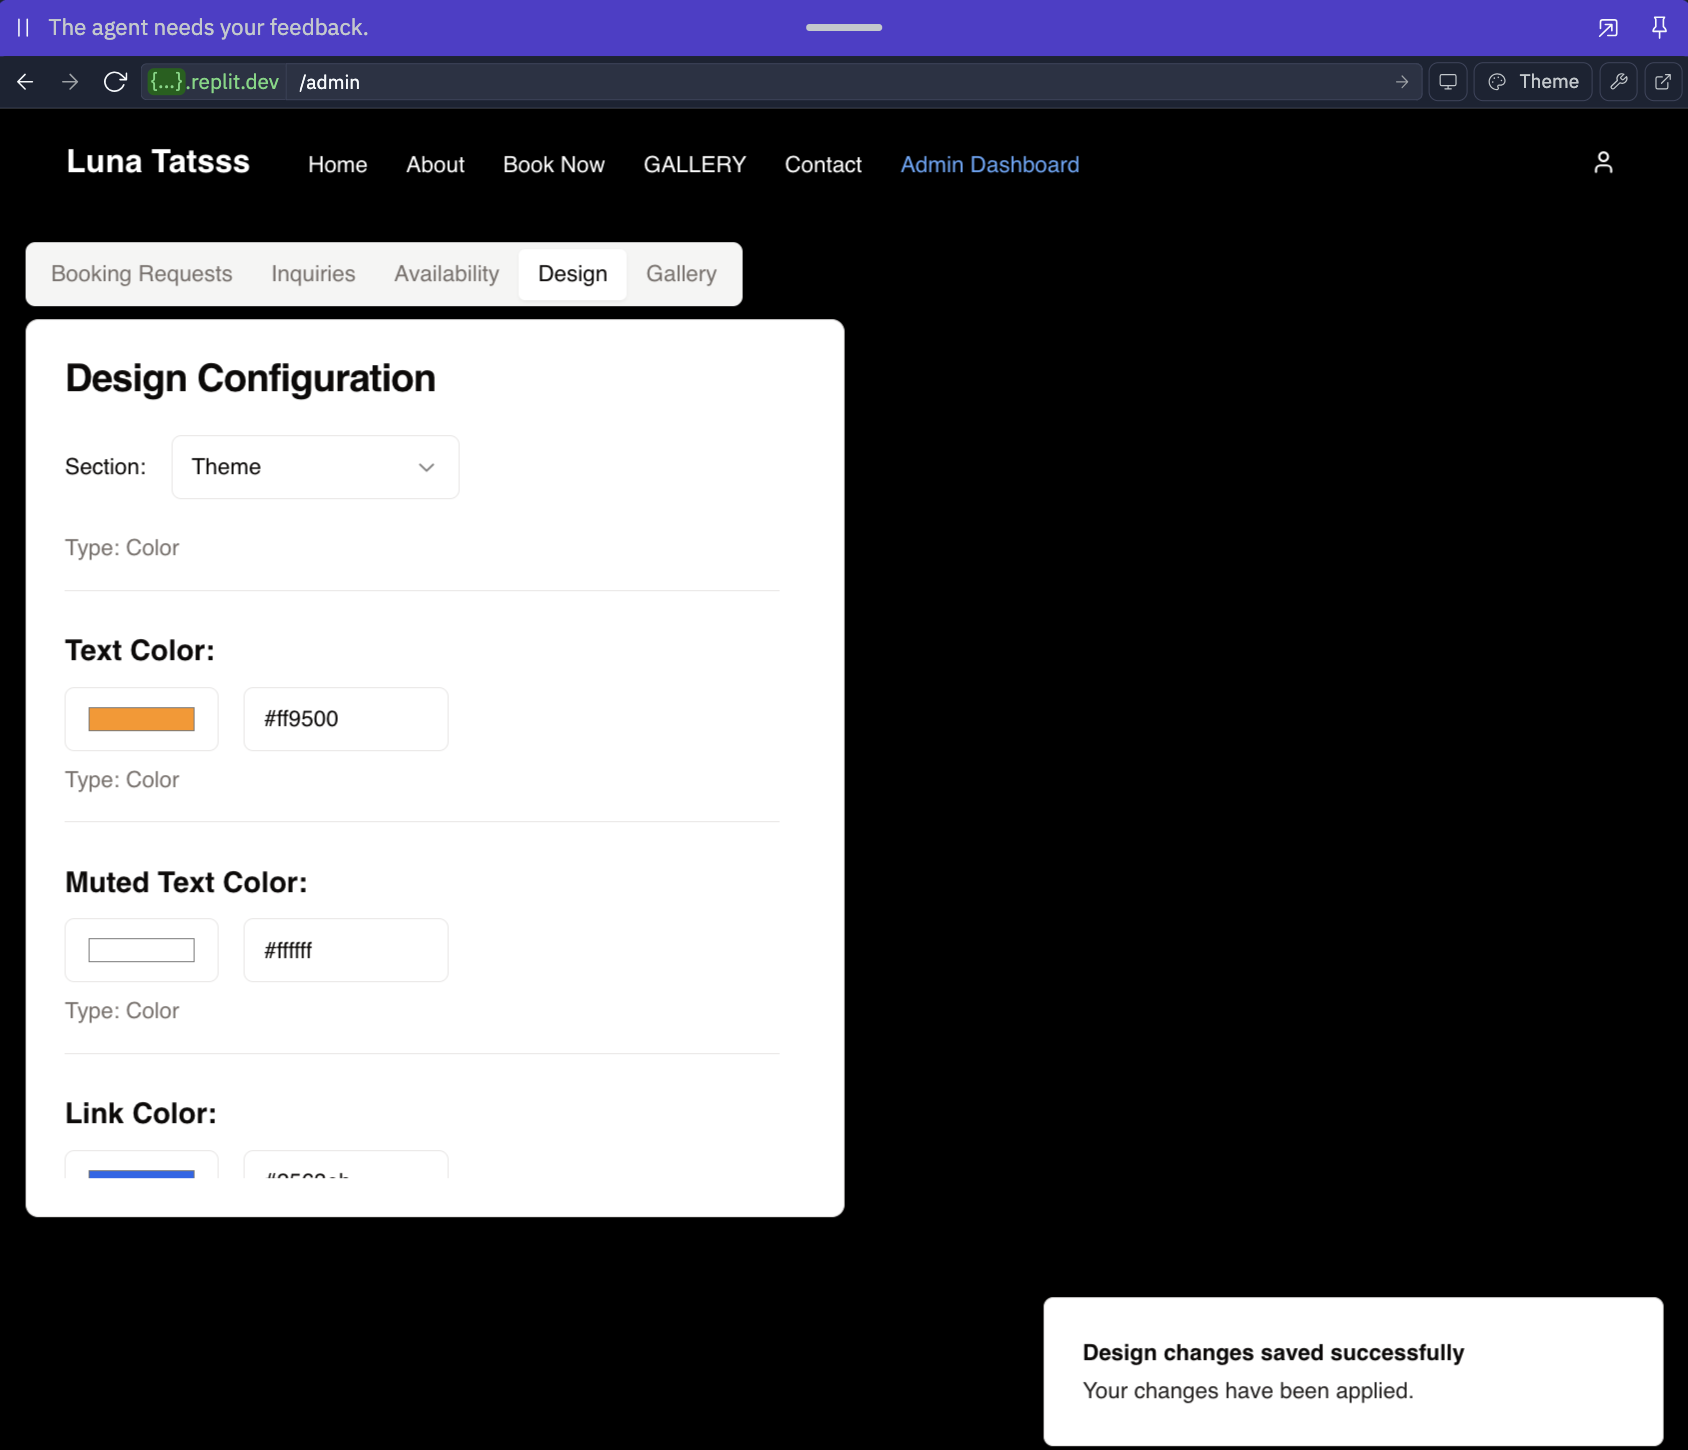 The agent needs your feedback.
{...}.replit.dev /admin Theme
Luna Tatsss Home About Book Now GALLERY Contact Admin Dashboard
Booking Requests Inquiries Availability Design Gallery
Design Configuration
Section: Theme
Type: Color
Text Color:
#ff9500
Type: Color
Muted Text Color:
#ffffff
Type: Color
Link Color:
Design changes saved successfully
Your changes have been applied.